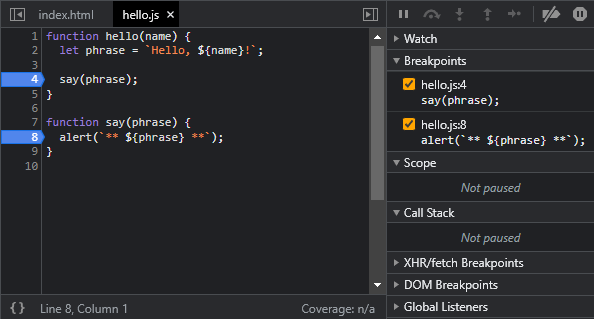 index.html
hello.js ×
1 function hello(name) {
2   let phrase = `Hello, ${name}!`;
3
4   say(phrase);
5 }
6
7 function say(phrase) {
8   alert(`** ${phrase} **`);
9 }
10
{} Line 8, Column 1
Coverage: n/a
Watch
Breakpoints
hello.js:4
say(phrase);
hello.js:8
alert(`** ${phrase} **`);
Scope
Not paused
Call Stack
Not paused
XHR/fetch Breakpoints
DOM Breakpoints
Global Listeners